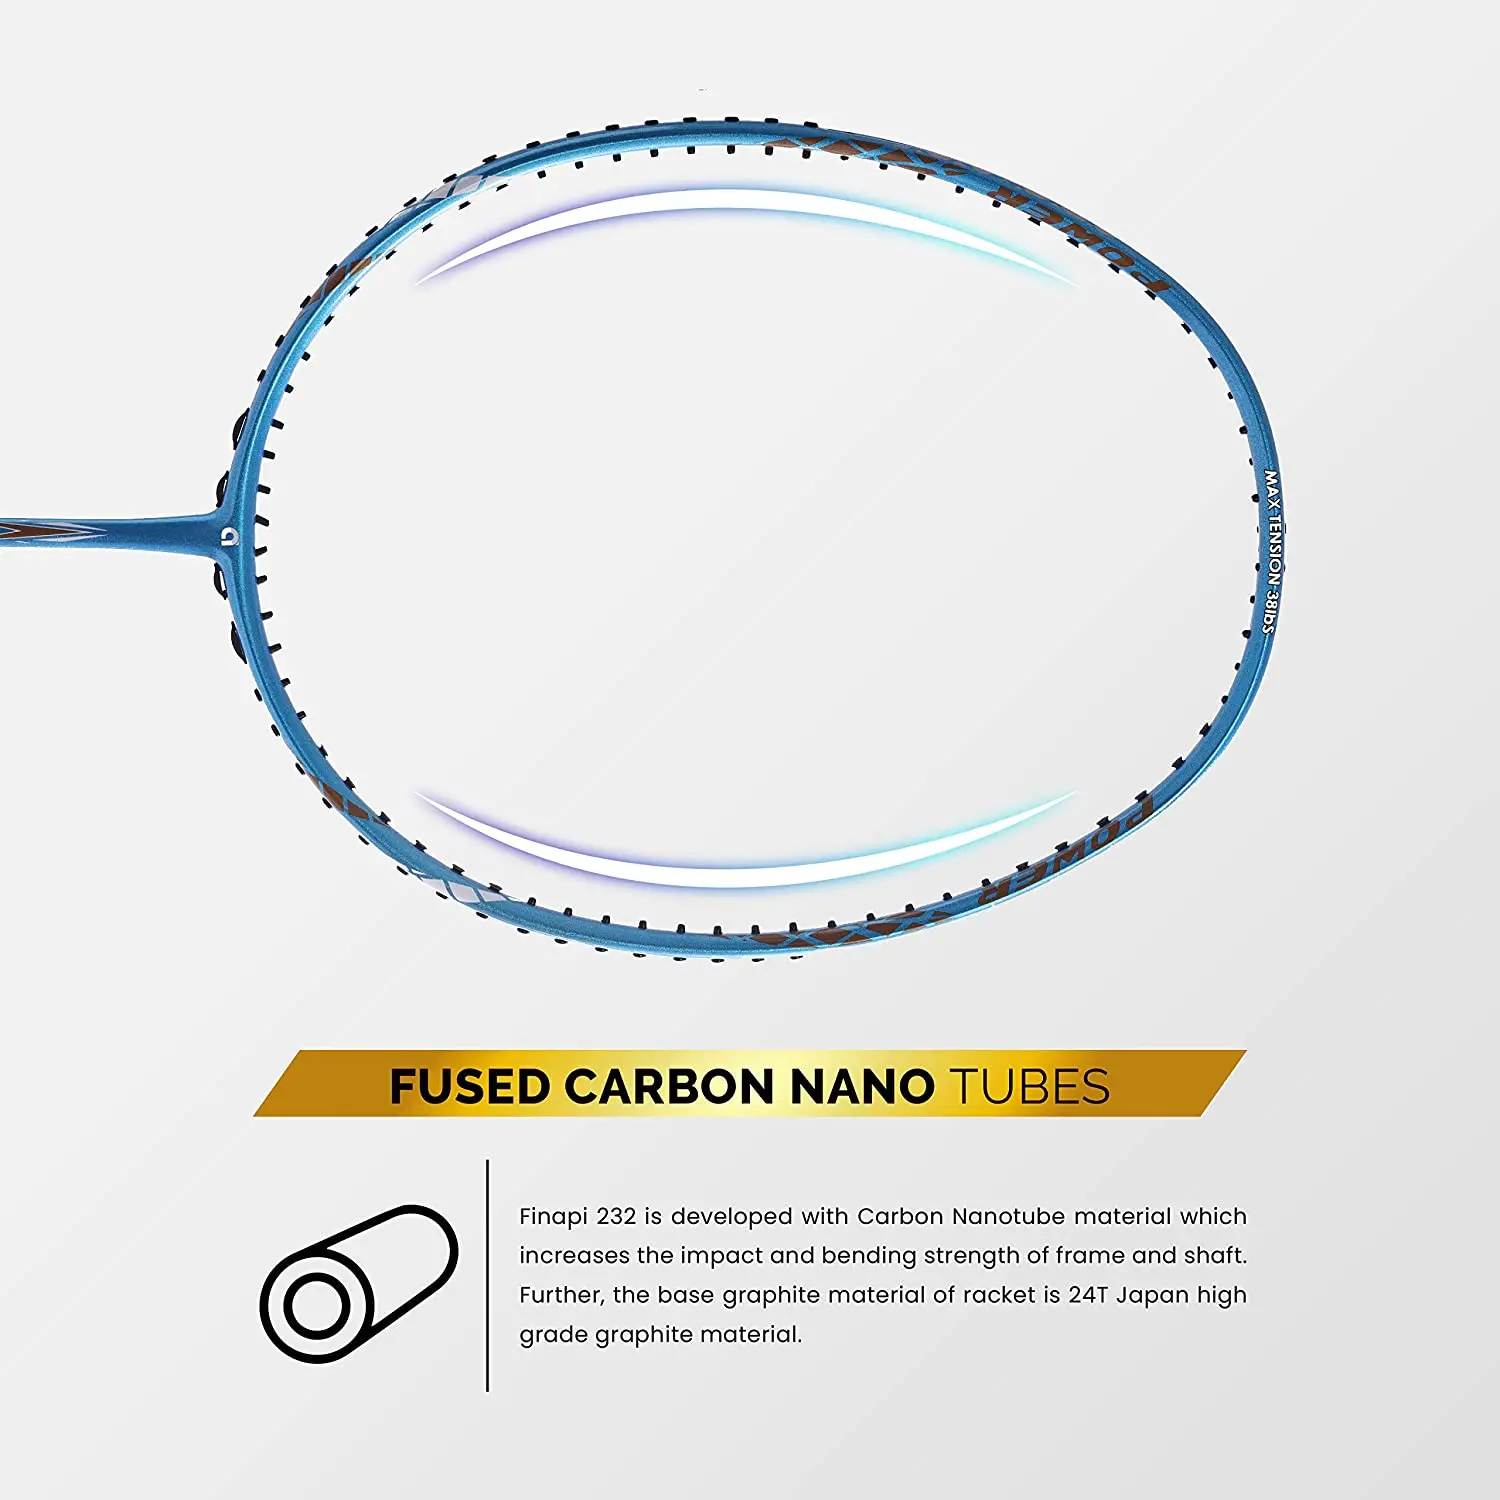 POWER
MAX TENSION-38lbS
POWER
FUSED CARBON NANO TUBES
Finapi 232 is developed with Carbon Nanotube material which
increases the impact and bending strength of frame and shaft.
Further, the base graphite material of racket is 24T Japan high
grade graphite material.